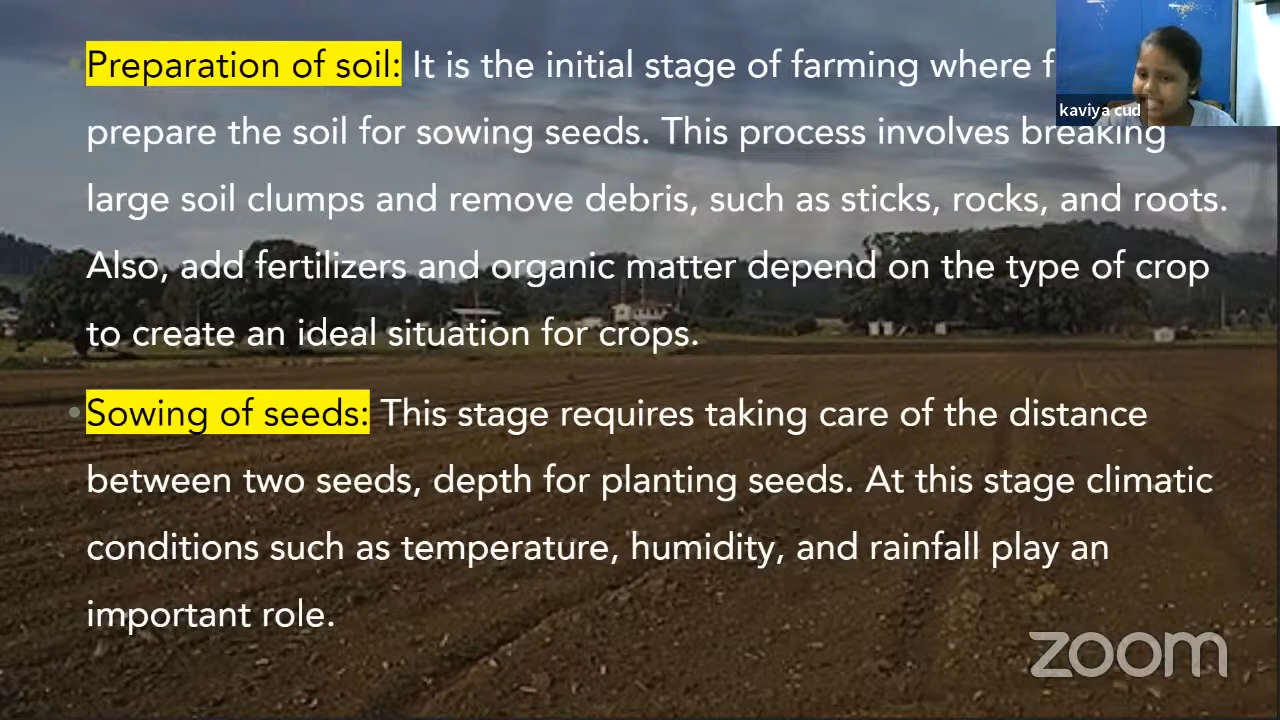 Preparation of soil: It is the initial stage of farming where
prepare the soil for sowing seeds. This process involves breaking
large soil clumps and remove debris, such as sticks, rocks, and roots.
Also, add fertilizers and organic matter depend on the type of crop
to create an ideal situation for crops.
Sowing of seeds: This stage requires taking care of the distance
between two seeds, depth for planting seeds. At this stage climatic
conditions such as temperature, humidity, and rainfall play an
important role.
kaviya cud
zoom